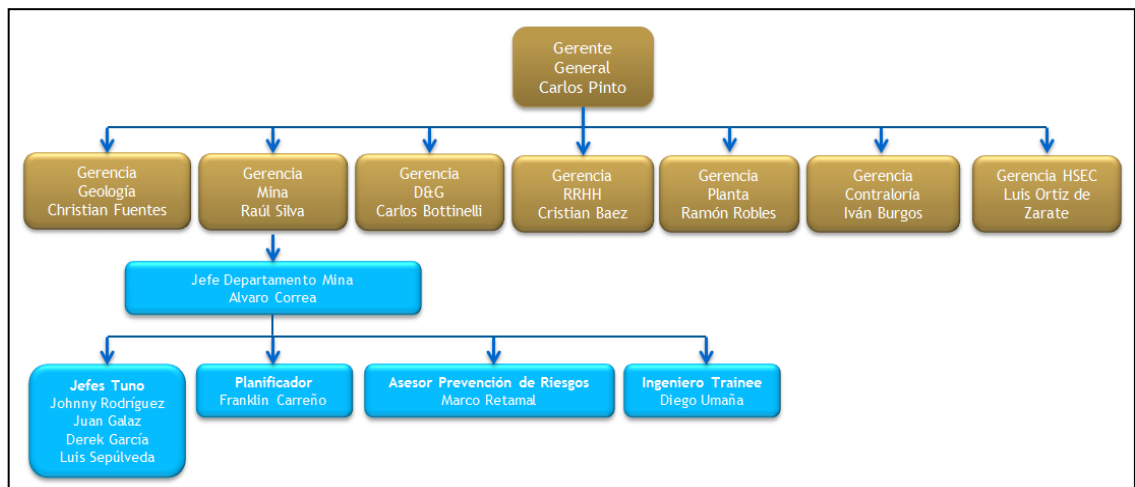 Gerente
General
Carlos Pinto
Gerencia
Geología
Christian Fuentes
Gerencia
Mina
Raúl Silva
Gerencia
D&G
Carlos Bottinelli
Gerencia
RRHH
Cristian Baez
Gerencia
Planta
Ramón Robles
Gerencia
Contraloría
Iván Burgos
Gerencia HSEC
Luis Ortiz de
Zarate
Jefe Departamento Mina
Alvaro Correa
Jefes Tuno
Johnny Rodríguez
Juan Galaz
Derek García
Luis Sepúlveda
Planificador
Franklin Carreño
Asesor Prevención de Riesgos
Marco Retamal
Ingeniero Trainee
Diego Umaña